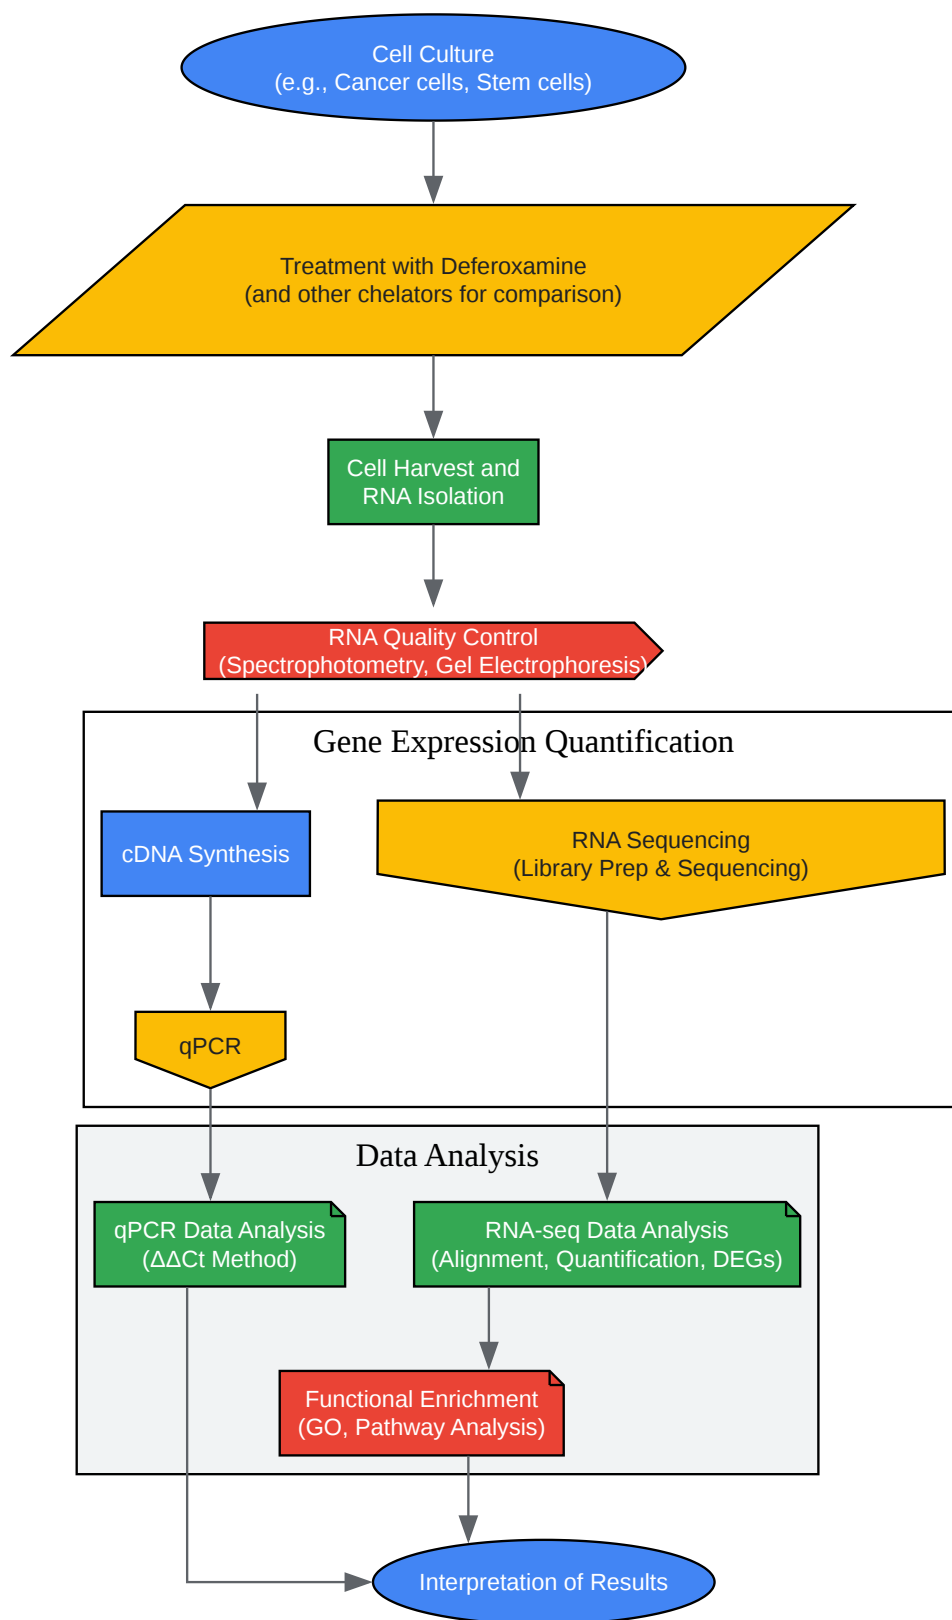 Cell Culture
(e.g., Cancer cells, Stem cells)
Treatment with Deferoxamine
(and other chelators for comparison)
Cell Harvest and
RNA Isolation
RNA Quality Control
(Spectrophotometry, Gel Electrophoresis)
Gene Expression Quantification
cDNA Synthesis
RNA Sequencing
(Library Prep & Sequencing)
qPCR
Data Analysis
qPCR Data Analysis
(ΔΔCt Method)
RNA-seq Data Analysis
(Alignment, Quantification, DEGs)
Functional Enrichment
(GO, Pathway Analysis)
Interpretation of Results